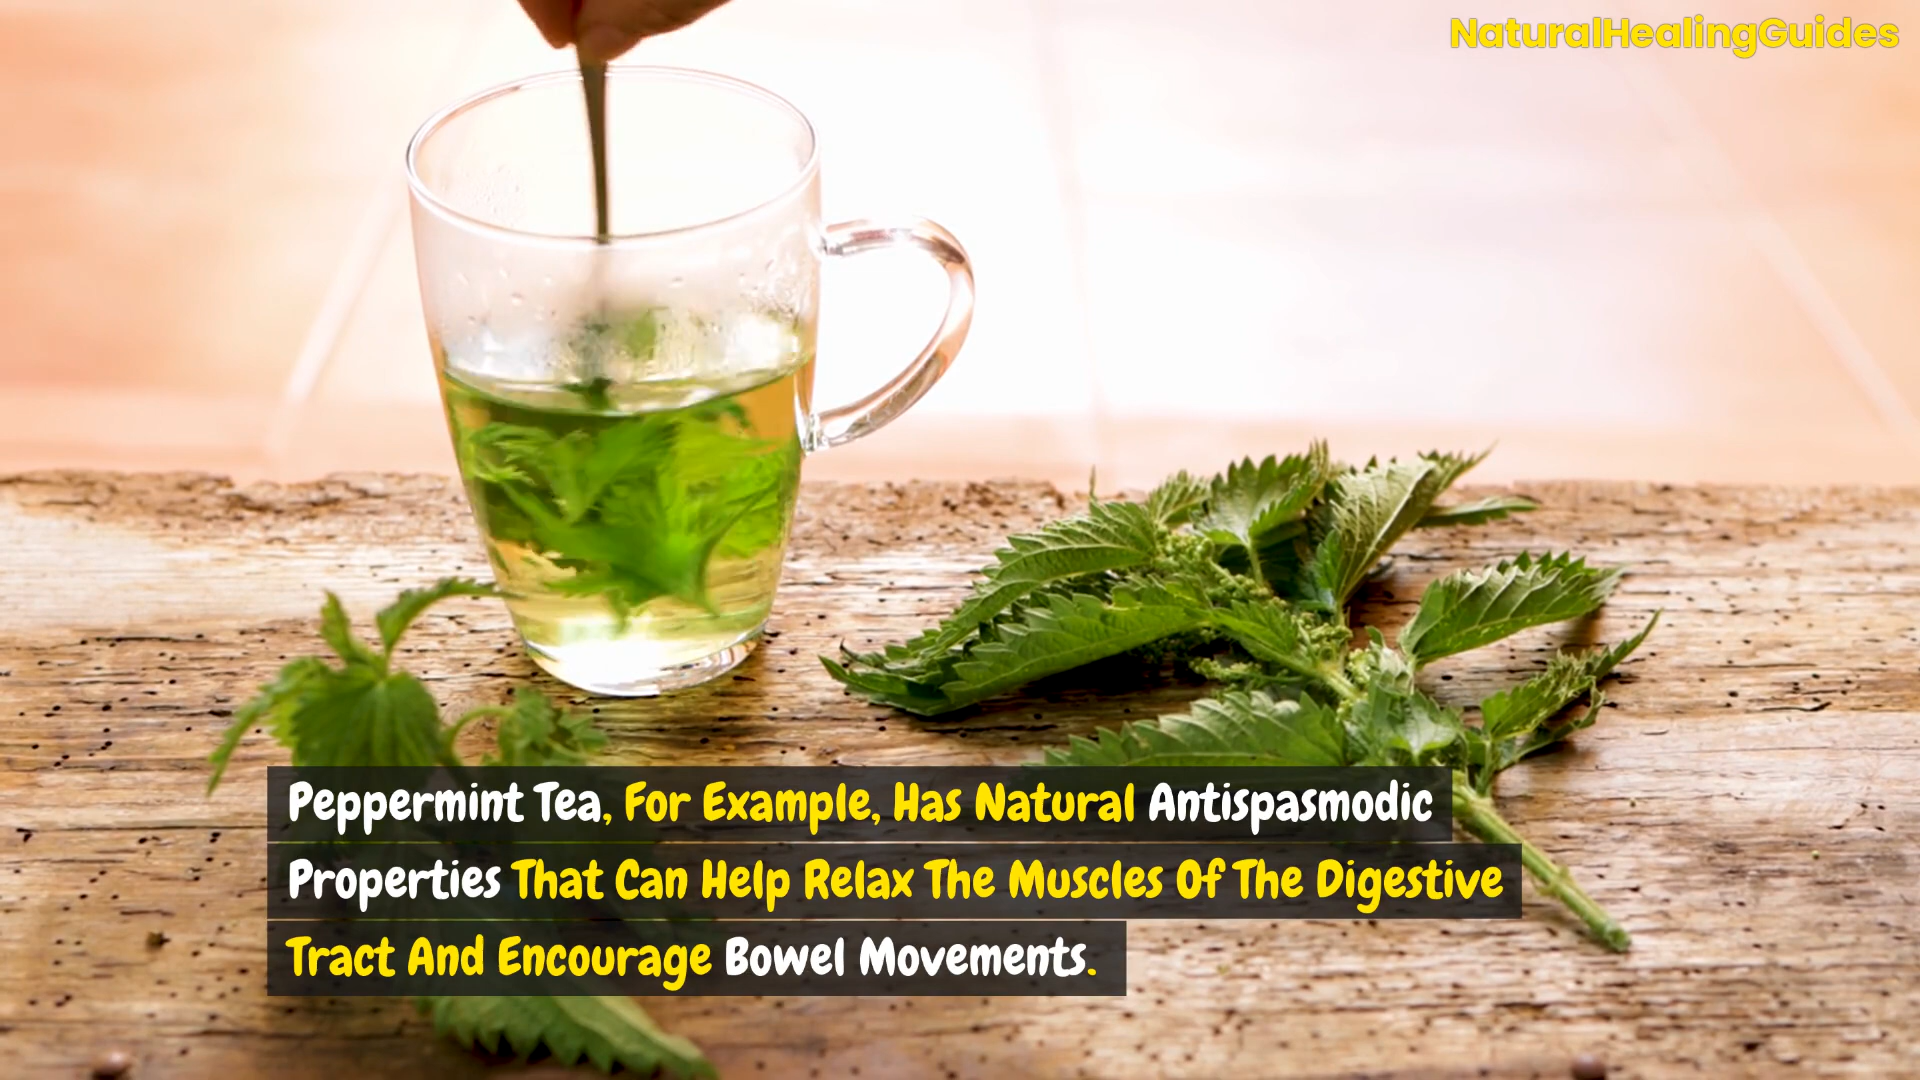 NaturalHealingGuides
Peppermint Tea, For Example, Has Natural Antispasmodic
Properties That Can Help Relax The Muscles Of The Digestive
Tract And Encourage Bowel Movements.